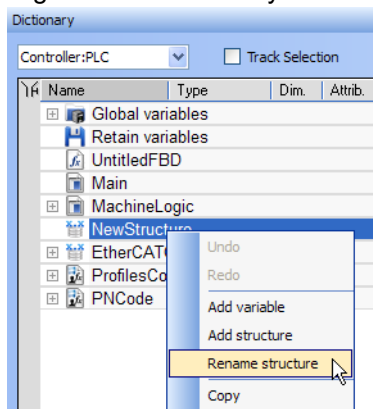 Dictionary
Controller:PLC Track Selection
Name Type Dim. Attrib.
Global variables
Retain variables
UntitledFBD
Main
MachineLogic
NewStructure
EtherCAT
ProfilesCo
PNCode
Undo
Redo
Add variable
Add structure
Rename structure
Copy